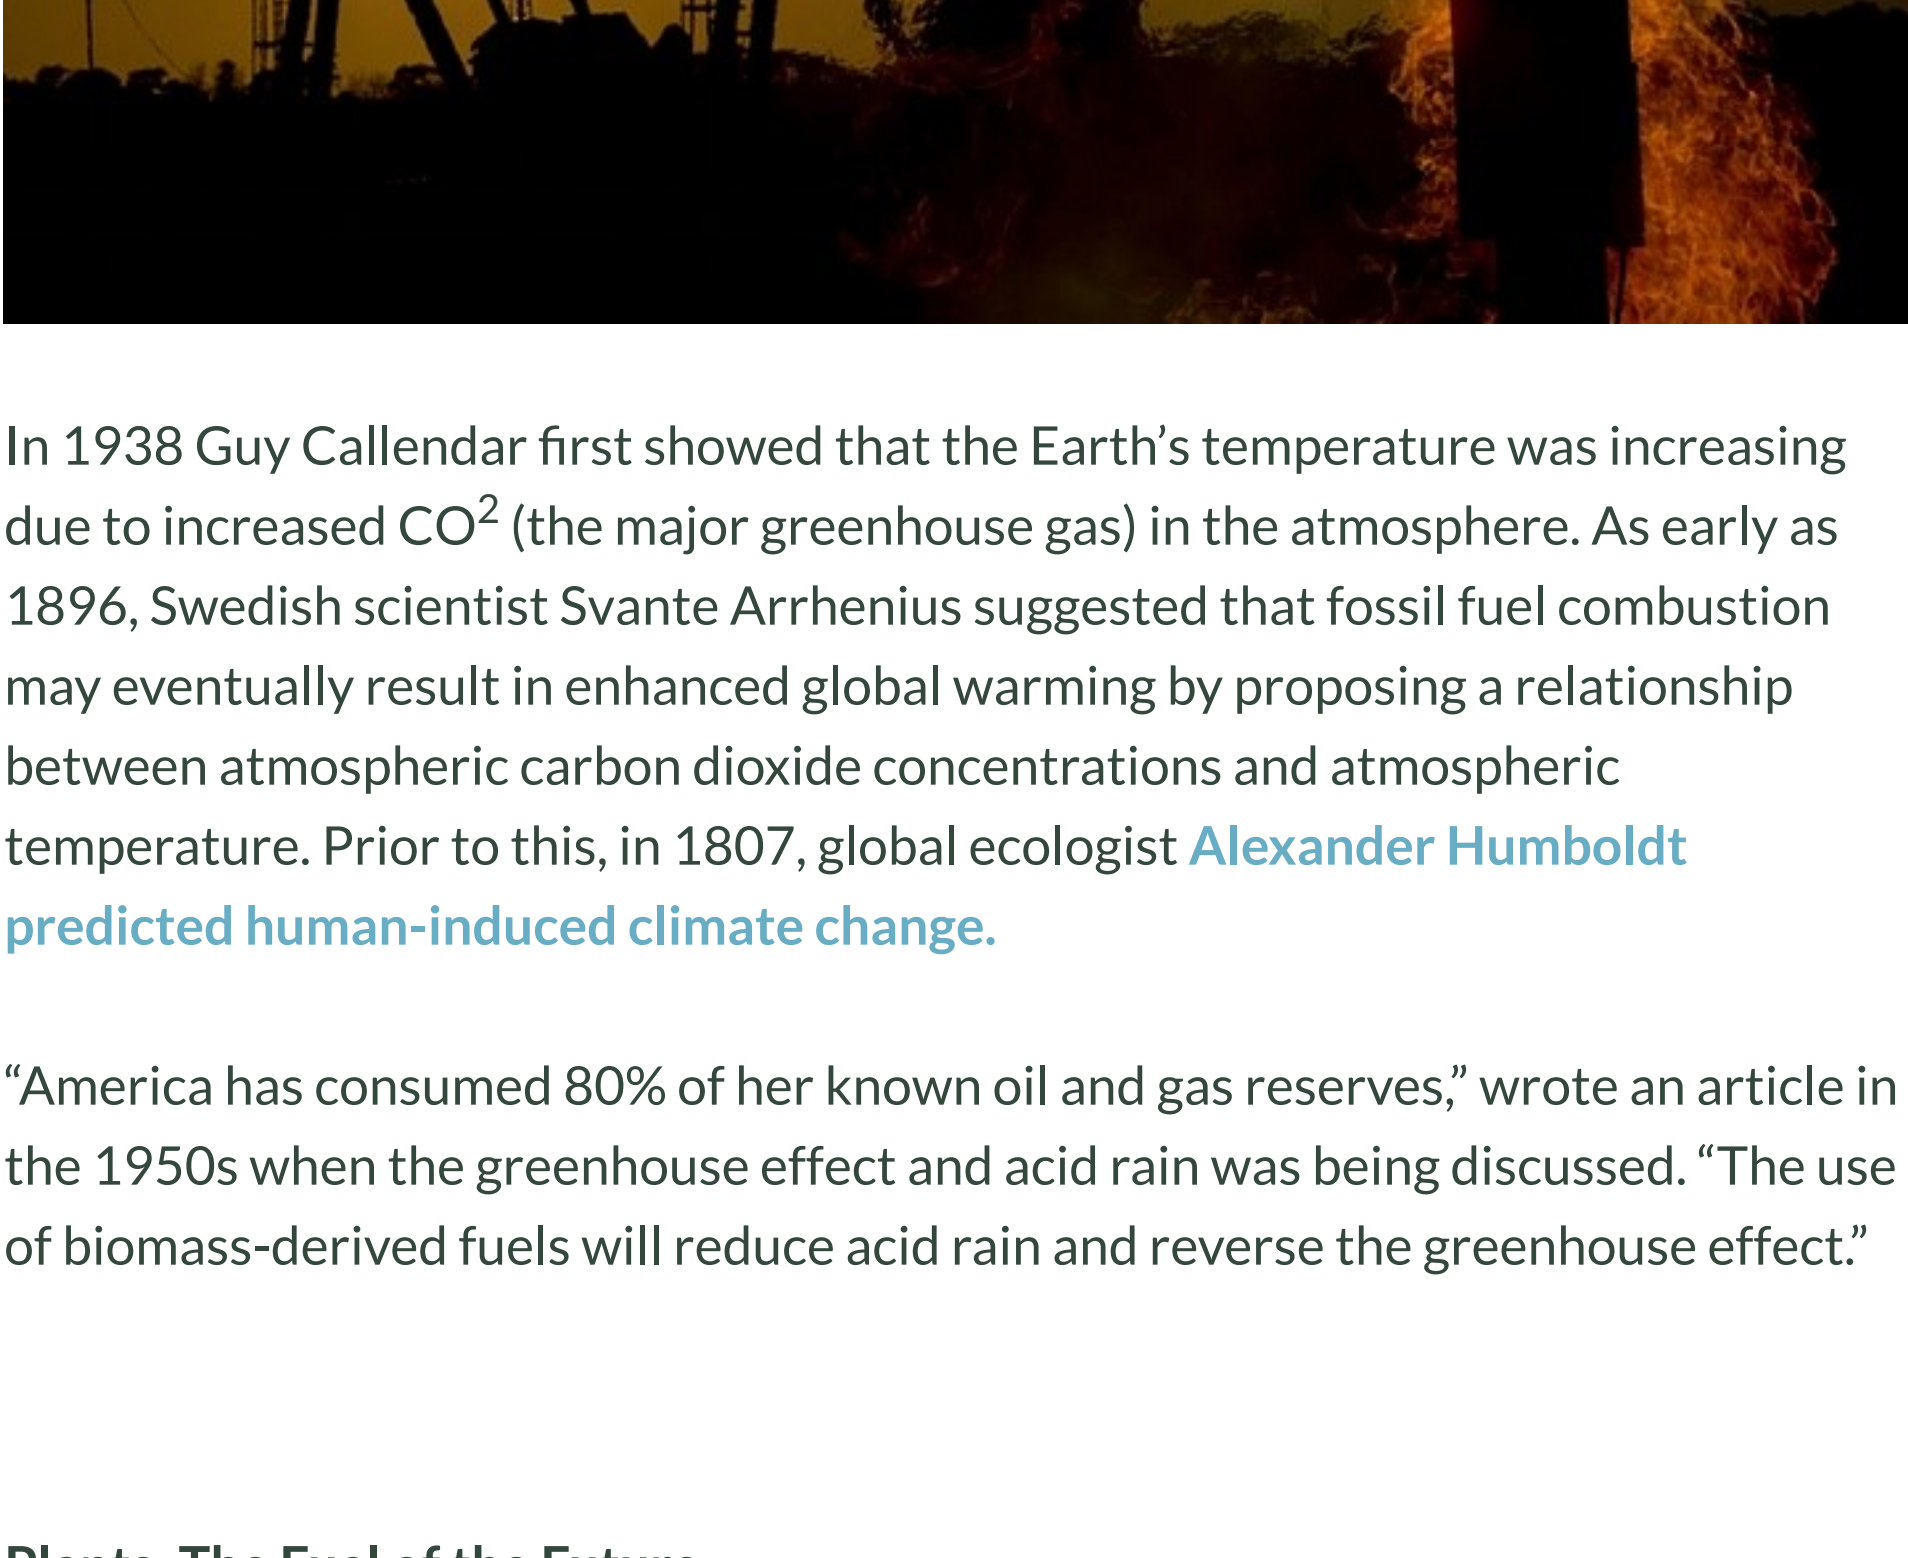 In 1938 Guy Callendar first showed that the Earth’s temperature was increasing
due to increased CO² (the major greenhouse gas) in the atmosphere. As early as
1896, Swedish scientist Svante Arrhenius suggested that fossil fuel combustion
may eventually result in enhanced global warming by proposing a relationship
between atmospheric carbon dioxide concentrations and atmospheric
temperature. Prior to this, in 1807, global ecologist Alexander Humboldt
predicted human-induced climate change.
“America has consumed 80% of her known oil and gas reserves,” wrote an article in
the 1950s when the greenhouse effect and acid rain was being discussed. “The use
of biomass-derived fuels will reduce acid rain and reverse the greenhouse effect.”
The Fuel of the Future